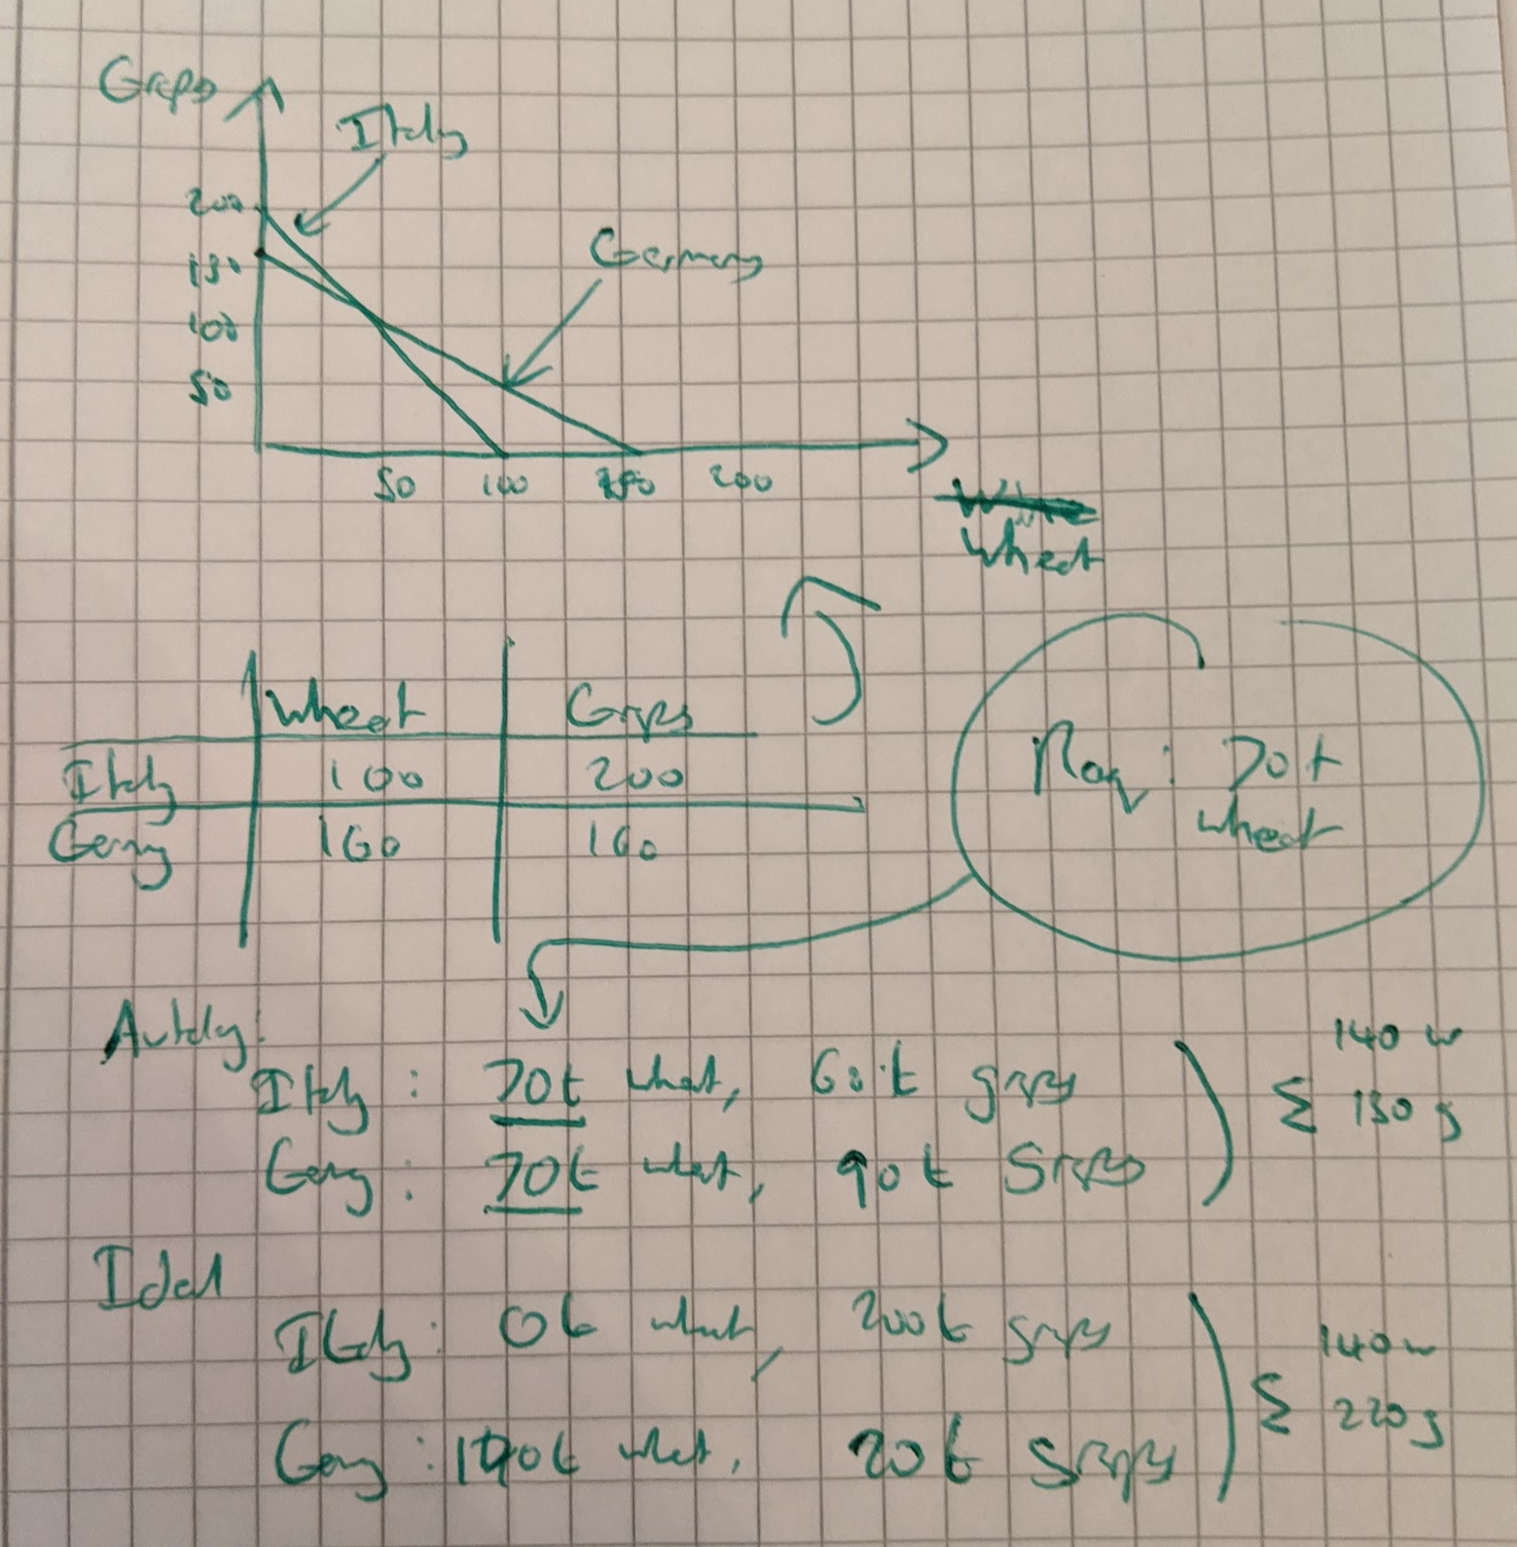 Grapes
Italy
200
Germany
150
100
50
50 100 150 200
Wine
Wheat
Wheat Grapes
Italy 100 200
Germany 160 160
Req: 70 t
wheat
Autarky:
Italy: 70t wheat, 60t grapes
Germany: 70t wheat, 90t grapes
Σ 140 w
150 g
Ideal
Italy: 0t wheat, 200t grapes
Germany: 140t wheat, 20t grapes
Σ 140 w
220 g